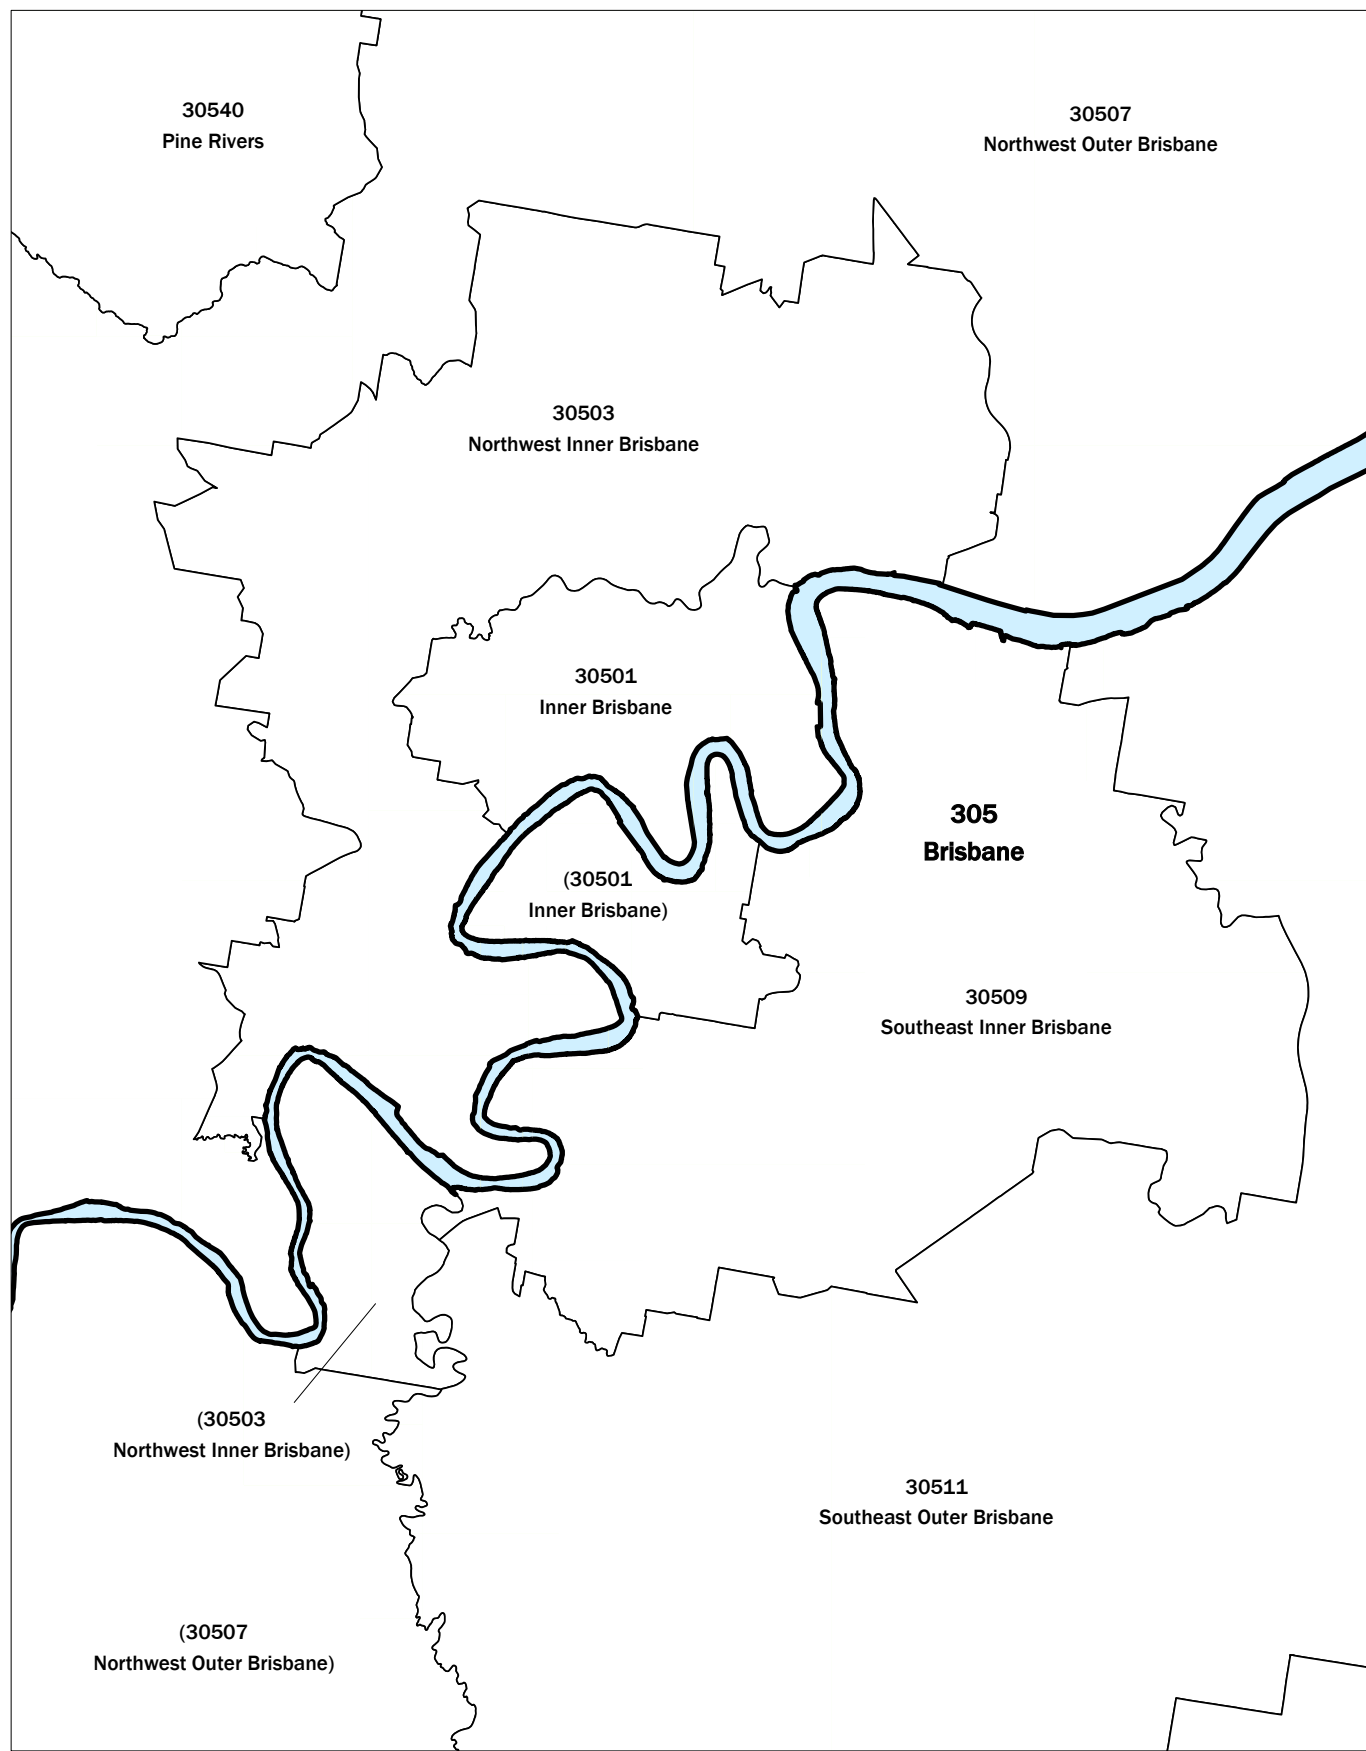 30540
Pine Rivers
30507
Northwest Outer Brisbane
30503
Northwest Inner Brisbane
30501
Inner Brisbane
305
Brisbane
(30501
Inner Brisbane)
30509
Southeast Inner Brisbane
(30503
Northwest Inner Brisbane)
30511
Southeast Outer Brisbane
(30507
Northwest Outer Brisbane)